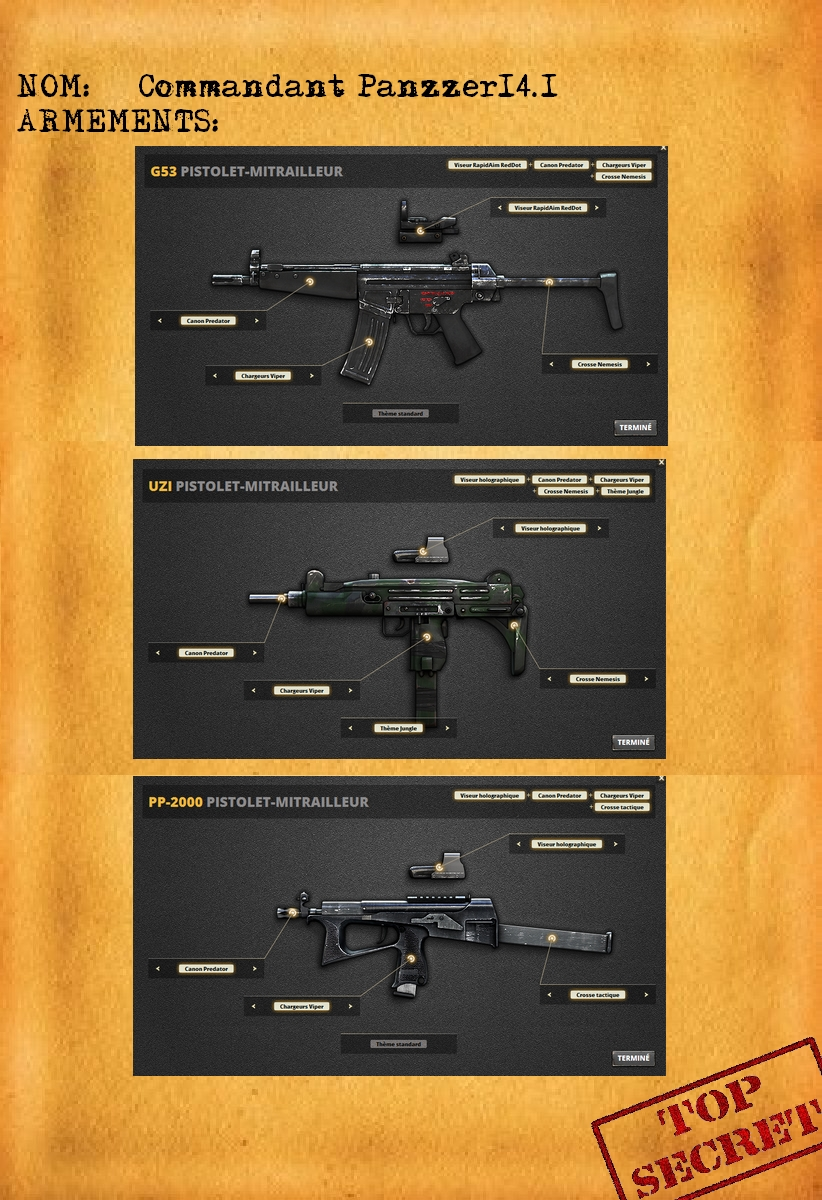 NOM: Commandant Panzzer14.1
ARMEMENTS:
G53 PISTOLET-MITRAILLEUR
Viseur RapidAim RedDot + Canon Predator + Chargeurs Viper
+ Crosse Nemesis
Viseur RapidAim RedDot
Canon Predator
Crosse Nemesis
Chargeurs Viper
Thème standard
TERMINÉ
UZI PISTOLET-MITRAILLEUR
Viseur holographique + Canon Predator + Chargeurs Viper
+ Crosse Nemesis + Thème Jungle
Viseur holographique
Canon Predator
Crosse Nemesis
Chargeurs Viper
Thème Jungle
TERMINÉ
PP-2000 PISTOLET-MITRAILLEUR
Viseur holographique + Canon Predator + Chargeurs Viper
+ Crosse tactique
Viseur holographique
Canon Predator
Crosse tactique
Chargeurs Viper
Thème standard
TERMINÉ
TOP
SECRET